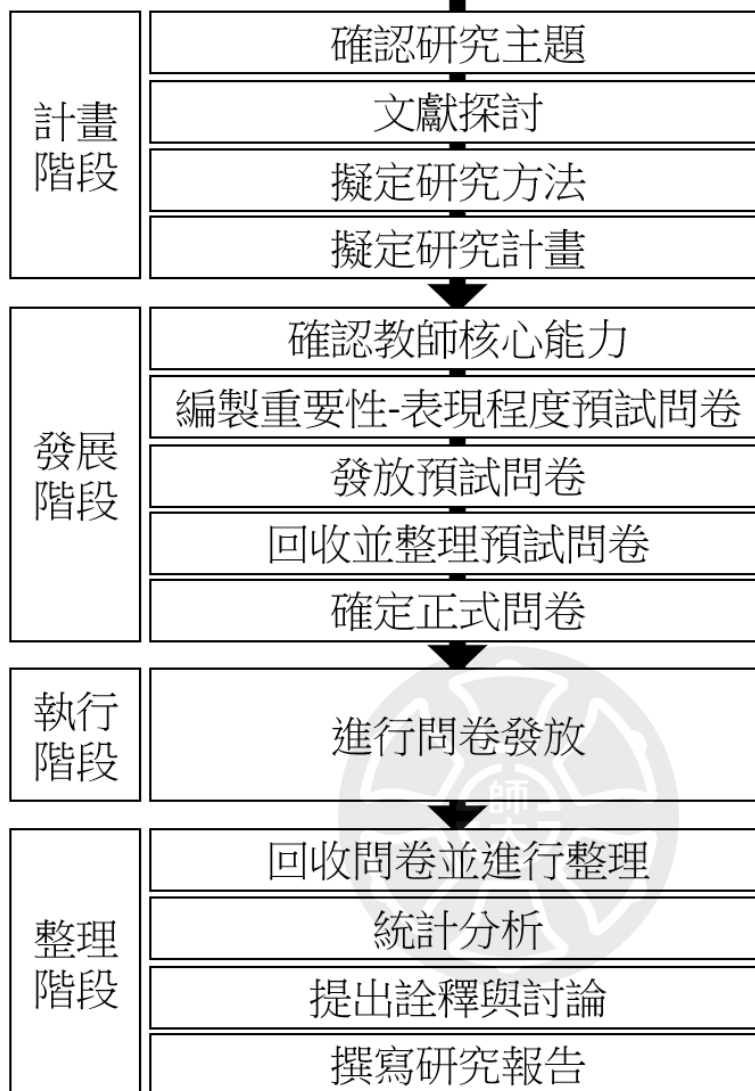 計畫
階段
確認研究主題
文獻探討
擬定研究方法
擬定研究計畫
發展
階段
確認教師核心能力
編製重要性-表現程度預試問卷
發放預試問卷
回收並整理預試問卷
確定正式問卷
執行
階段
進行問卷發放
師大
整理
階段
回收問卷並進行整理
統計分析
提出詮釋與討論
撰寫研究報告